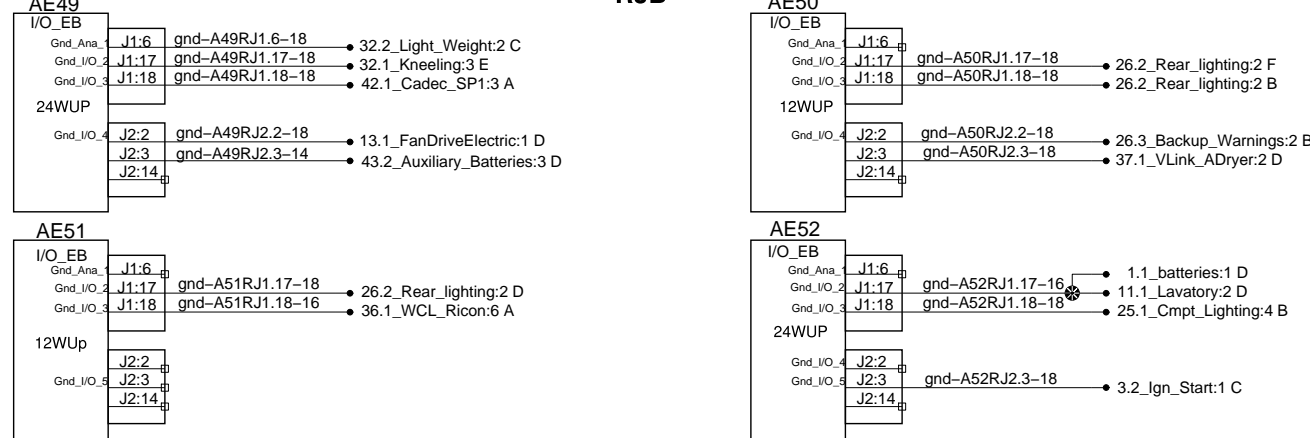 AE49
I/O_EB
Gnd_Ana_1 J1:6 gnd-A49RJ1.6-18 32.2_Light_Weight:2 C
Gnd_I/O_2 J1:17 gnd-A49RJ1.17-18 32.1_Kneeling:3 E
Gnd_I/O_3 J1:18 gnd-A49RJ1.18-18 42.1_Cadec_SP1:3 A
24WUP
Gnd_I/O_4 J2:2 gnd-A49RJ2.2-18 13.1_FanDriveElectric:1 D
J2:3 gnd-A49RJ2.3-14 43.2_Auxiliary_Batteries:3 D
J2:14
AE50
I/O_EB
Gnd_Ana_1 J1:6
Gnd_I/O_2 J1:17 gnd-A50RJ1.17-18 26.2_Rear_lighting:2 F
Gnd_I/O_3 J1:18 gnd-A50RJ1.18-18 26.2_Rear_lighting:2 B
12WUP
Gnd_I/O_4 J2:2 gnd-A50RJ2.2-18 26.3_Backup_Warnings:2 B
J2:3 gnd-A50RJ2.3-18 37.1_VLink_ADryer:2 D
J2:14
AE51
I/O_EB
Gnd_Ana_1 J1:6
Gnd_I/O_2 J1:17 gnd-A51RJ1.17-18 26.2_Rear_lighting:2 D
Gnd_I/O_3 J1:18 gnd-A51RJ1.18-16 36.1_WCL_Ricon:6 A
12WUp
J2:2
Gnd_I/O_5 J2:3
J2:14
AE52
I/O_EB
Gnd_Ana_1 J1:6 1.1_batteries:1 D
Gnd_I/O_2 J1:17 gnd-A52RJ1.17-16 11.1_Lavatory:2 D
Gnd_I/O_3 J1:18 gnd-A52RJ1.18-18 25.1_Cmpt_Lighting:4 B
24WUP
Gnd_I/O_4 J2:2
Gnd_I/O_5 J2:3 gnd-A52RJ2.3-18 3.2_Ign_Start:1 C
J2:14